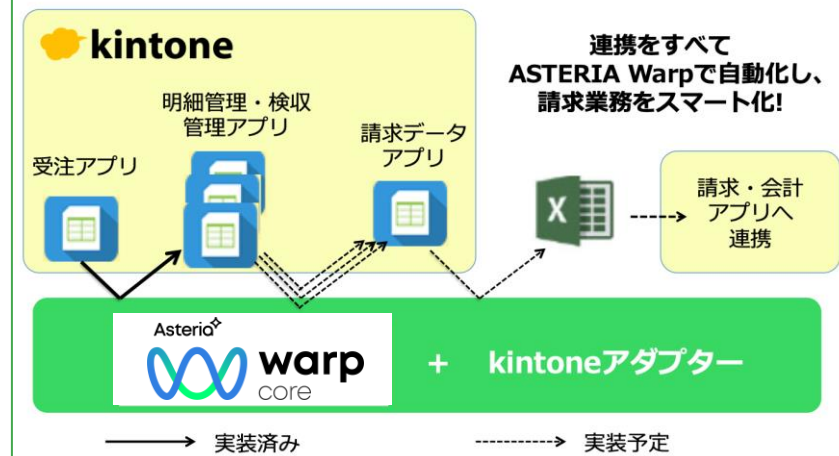 kintone
連携をすべて
ASTERIA Warpで自動化し、
請求業務をスマート化!
明細管理・検収
管理アプリ
受注アプリ
請求データ
アプリ
X
請求・会計
アプリへ
連携
Asteria
warp
core
+ kintoneアダプター
実装済み
実装予定